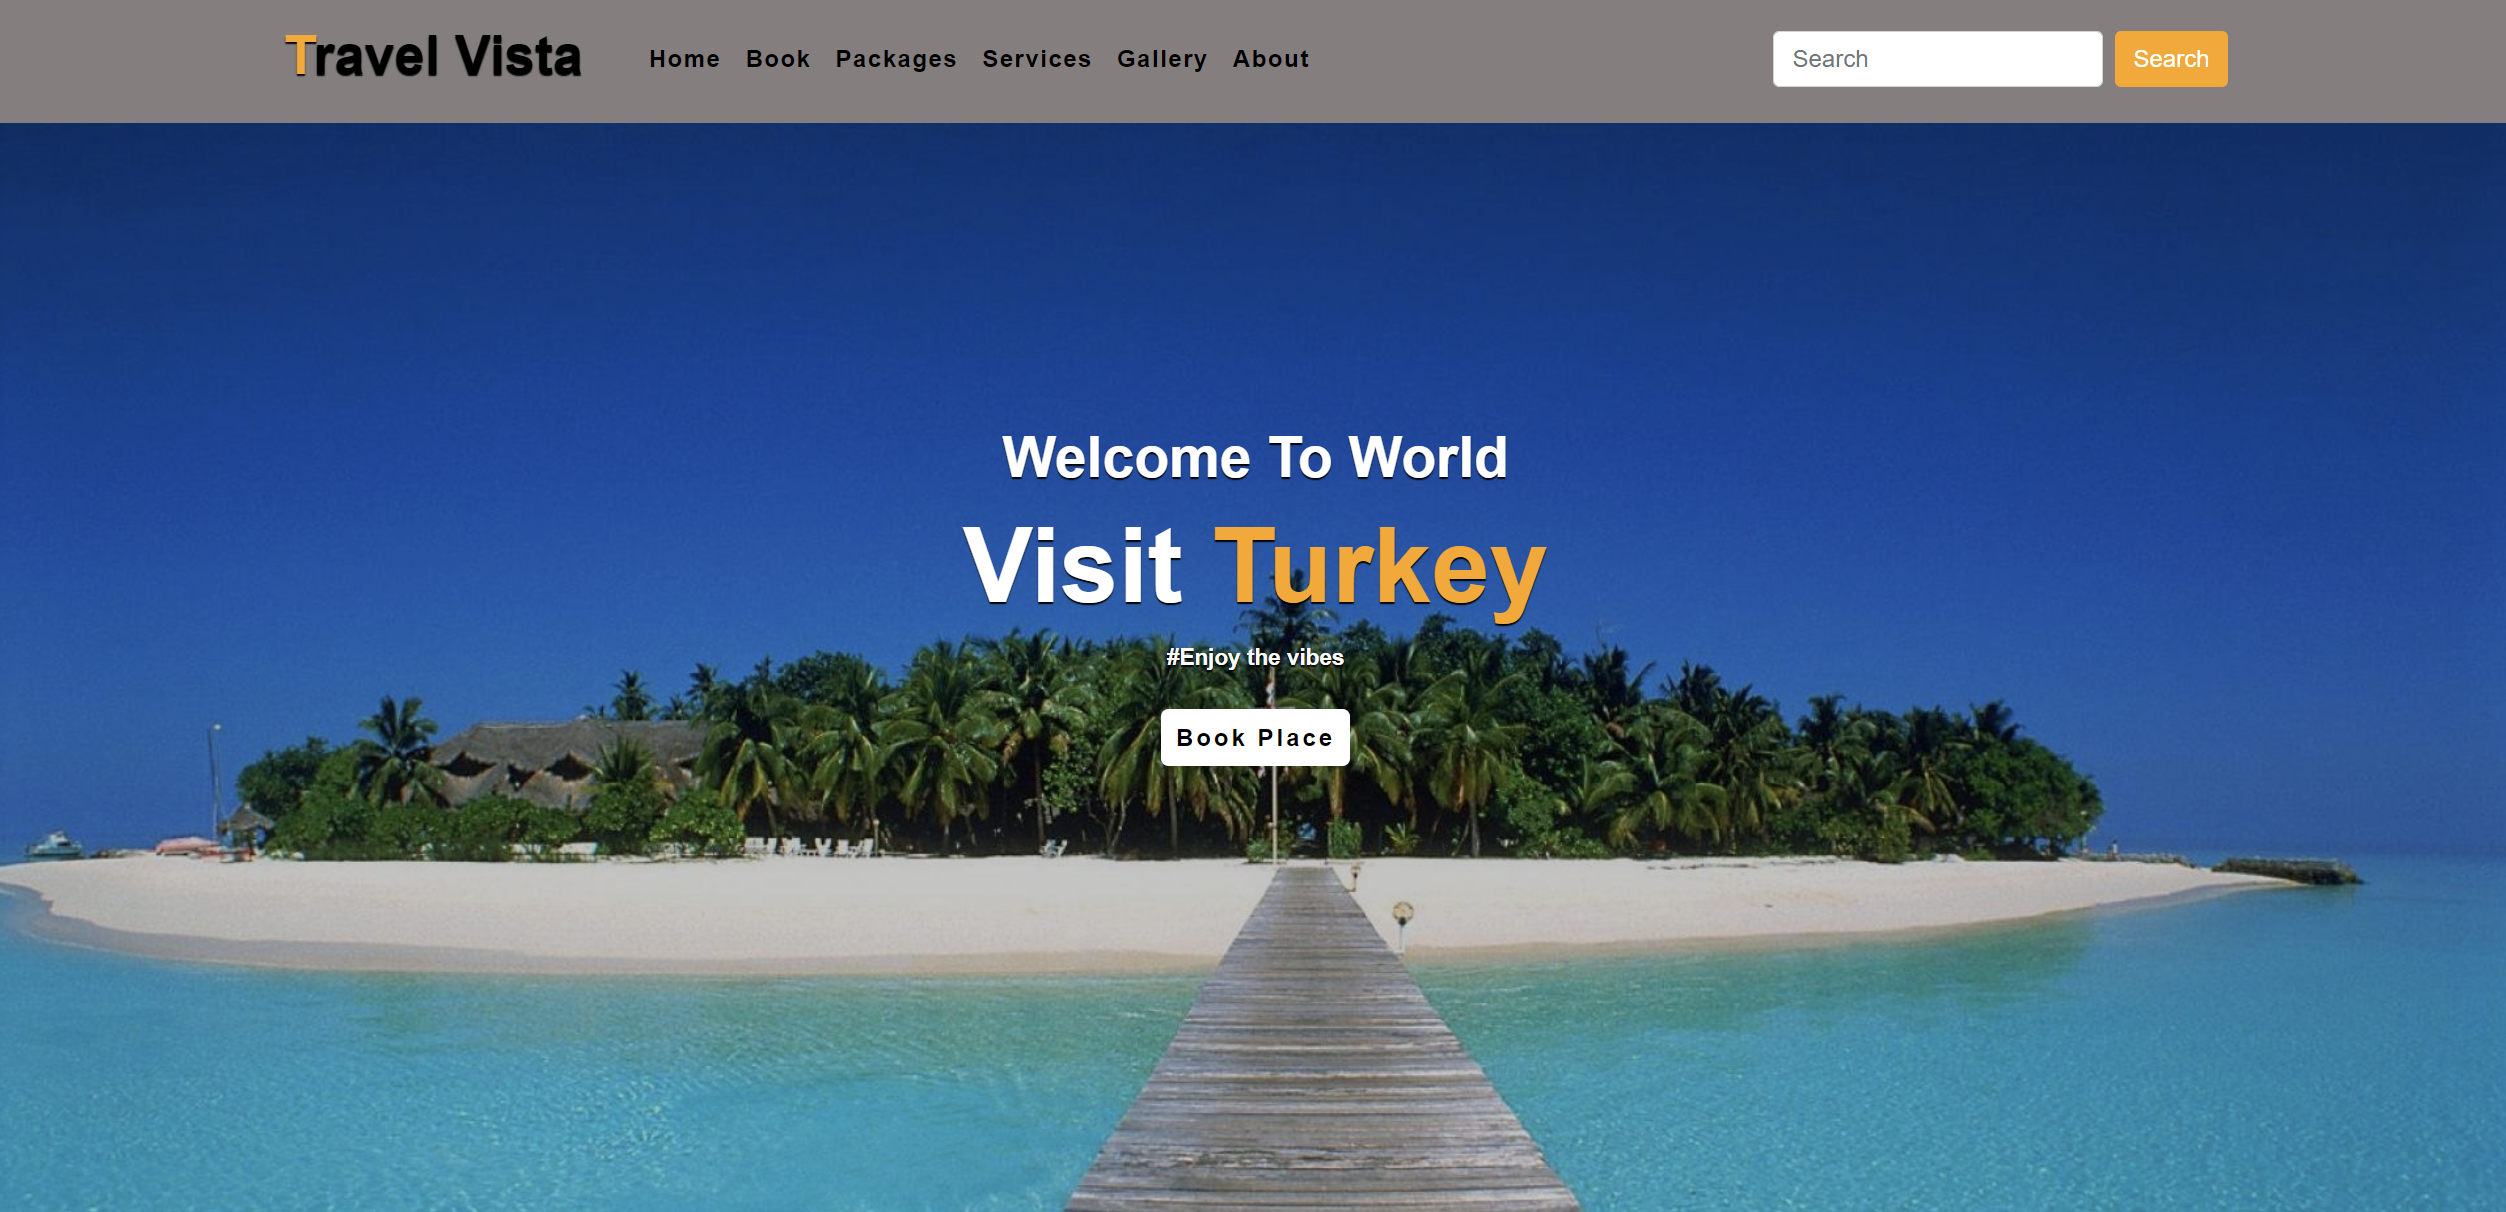 Travel Vista
Home Book Packages Services Gallery About
Search Search
Welcome To World
Visit Turkey
#Enjoy the vibes
Book Place